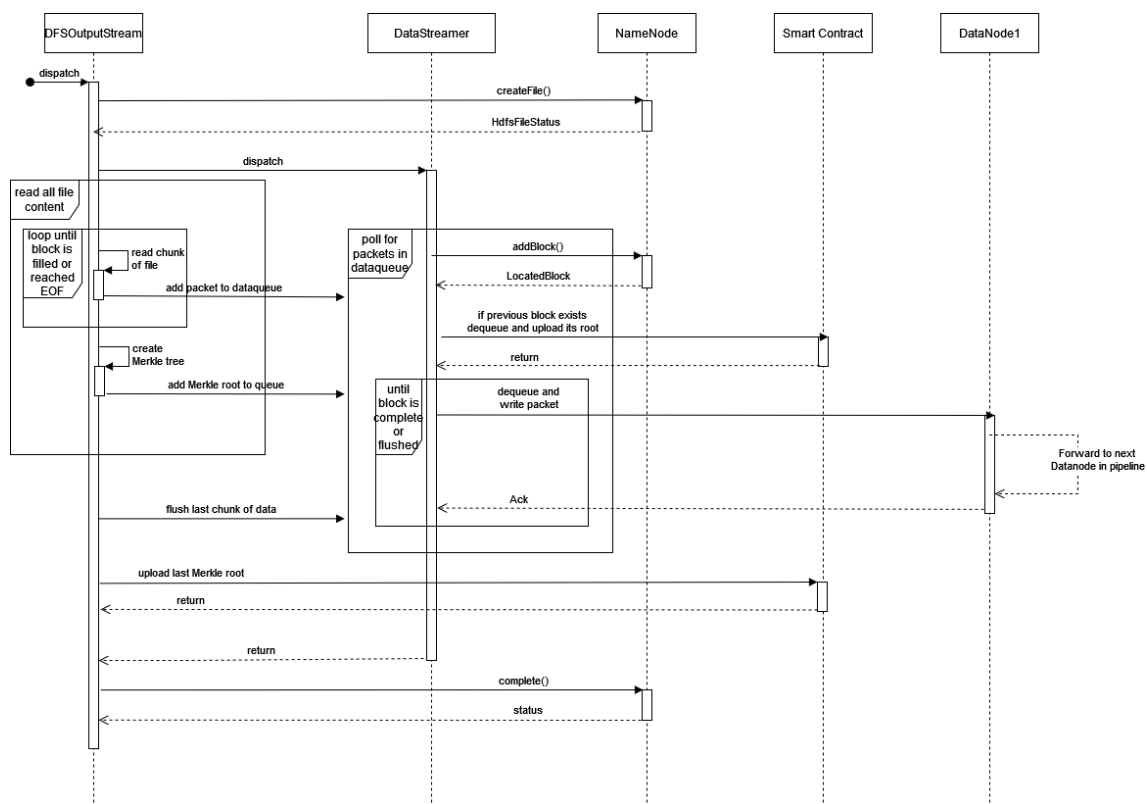 DFSOutputStream
DataStreamer
NameNode
Smart Contract
DataNode1
dispatch
createFile()
HdfsFileStatus
dispatch
read all file
content
loop until
block is
filled or
reached
EOF
read chunk
of file
add packet to dataqueue
poll for
packets in
dataqueue
addBlock()
LocatedBlock
if previous block exists
dequeue and upload its root
return
create
Merkle tree
add Merkle root to queue
until
block is
complete
or
flushed
dequeue and
write packet
Forward to next
Datanode in pipeline
Ack
flush last chunk of data
upload last Merkle root
return
return
complete()
status